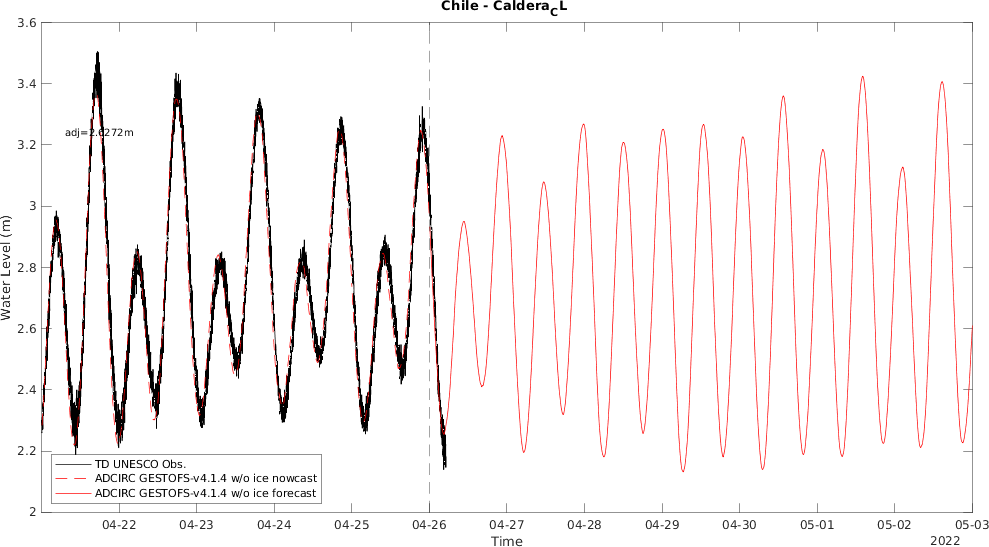 Chile - Caldera_CL
3.6
3.4
3.2
3
2.8
2.6
2.4
2.2
2
Water Level (m)
adj=2.6272m
TD UNESCO Obs.
ADCIRC GESTOFS-v4.1.4 w/o ice nowcast
ADCIRC GESTOFS-v4.1.4 w/o ice forecast
04-22 04-23 04-24 04-25 04-26 04-27 04-28 04-29 04-30 05-01 05-02 05-03
Time
2022